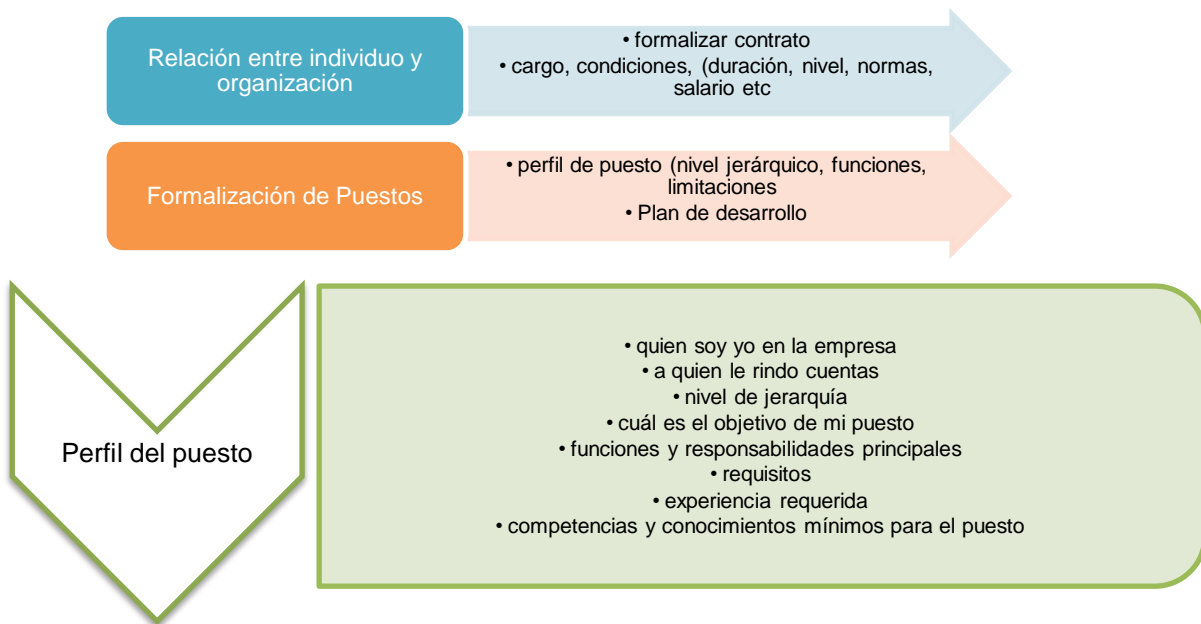 Relación entre individuo y
organización
• formalizar contrato
• cargo, condiciones, (duración, nivel, normas,
salario etc
Formalización de Puestos
• perfil de puesto (nivel jerárquico, funciones,
limitaciones
• Plan de desarrollo
Perfil del puesto
• quien soy yo en la empresa
• a quien le rindo cuentas
• nivel de jerarquía
• cuál es el objetivo de mi puesto
• funciones y responsabilidades principales
• requisitos
• experiencia requerida
• competencias y conocimientos mínimos para el puesto